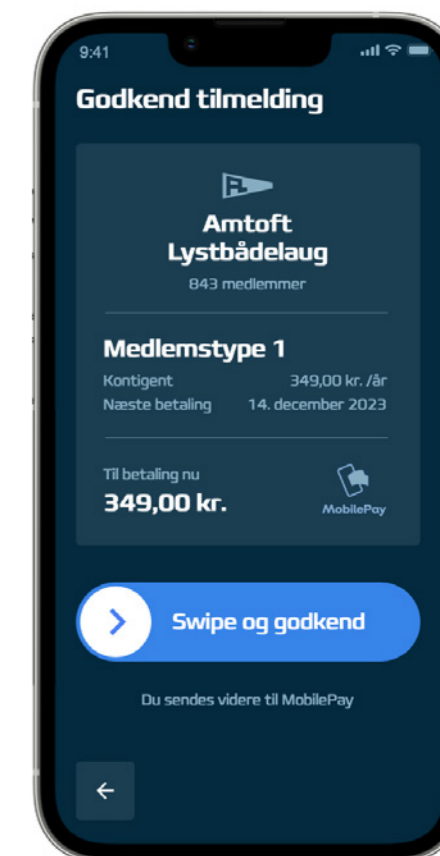 9:41
Godkend tilmelding
Amtoft
Lystbådelaug
843 medlemmer
Medlemstype 1
Kontigent 349,00 kr. /år
Næste betaling 14. december 2023
Til betaling nu
349,00 kr.
MobilePay
Swipe og godkend
Du sendes videre til MobilePay